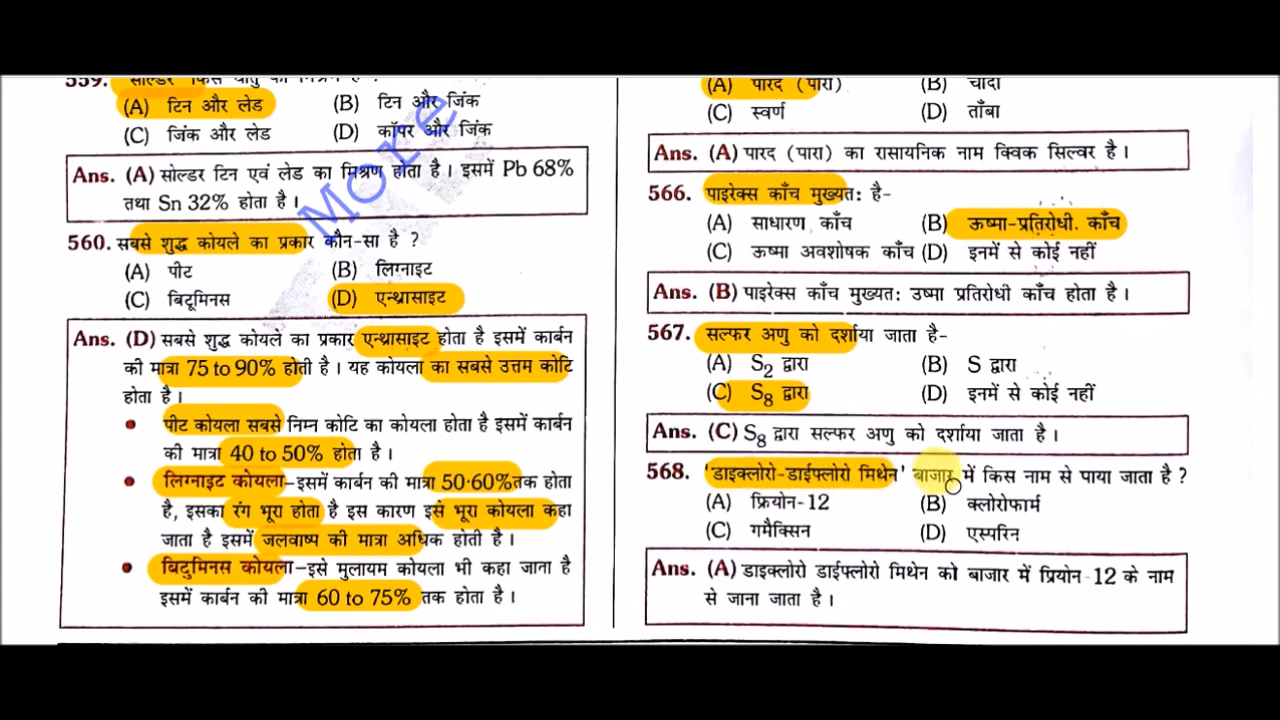 559. सोल्डर किस धातु का मिश्रण है ?
(A) टिन और लेड (B) टिन और जिंक
(C) जिंक और लेड (D) कॉपर और जिंक
Ans. (A) सोल्डर टिन एवं लेड का मिश्रण होता है। इसमें Pb 68%
तथा Sn 32% होता है।
More
560. सबसे शुद्ध कोयले का प्रकार कौन-सा है ?
(A) पीट (B) लिग्नाइट
(C) बिटूमिनस (D) एन्थ्रासाइट
Ans. (D) सबसे शुद्ध कोयले का प्रकार एन्थ्रासाइट होता है इसमें कार्बन
की मात्रा 75 to 90% होती है। यह कोयला का सबसे उत्तम कोटि
होता है।
• पीट कोयला सबसे निम्न कोटि का कोयला होता है इसमें कार्बन
की मात्रा 40 to 50% होता है।
• लिग्नाइट कोयला–इसमें कार्बन की मात्रा 50·60%तक होता
है, इसका रंग भूरा होता है इस कारण इसे भूरा कोयला कहा
जाता है इसमें जलवाष्प की मात्रा अधिक होती है।
• बिटुमिनस कोयला–इसे मुलायम कोयला भी कहा जाता है
इसमें कार्बन की मात्रा 60 to 75% तक होता है।
(A) पारद (पारा) (B) चांदी
(C) स्वर्ण (D) ताँबा
Ans. (A) पारद (पारा) का रासायनिक नाम क्विक सिल्वर है।
566. पाइरेक्स काँच मुख्यत: है-
(A) साधारण काँच (B) ऊष्मा-प्रतिरोधी काँच
(C) ऊष्मा अवशोषक काँच (D) इनमें से कोई नहीं
Ans. (B) पाइरेक्स काँच मुख्यत: उष्मा प्रतिरोधी काँच होता है।
567. सल्फर अणु को दर्शाया जाता है-
(A) S2 द्वारा (B) S द्वारा
(C) S8 द्वारा (D) इनमें से कोई नहीं
Ans. (C) S8 द्वारा सल्फर अणु को दर्शाया जाता है।
568. 'डाइक्लोरो-डाईफ्लोरो मिथेन' बाजार में किस नाम से पाया जाता है ?
(A) फ्रियोन-12 (B) क्लोरोफार्म
(C) गमैक्सिन (D) एस्परिन
Ans. (A) डाइक्लोरो डाईफ्लोरो मिथेन को बाजार में प्रियोन-12 के नाम
से जाना जाता है।